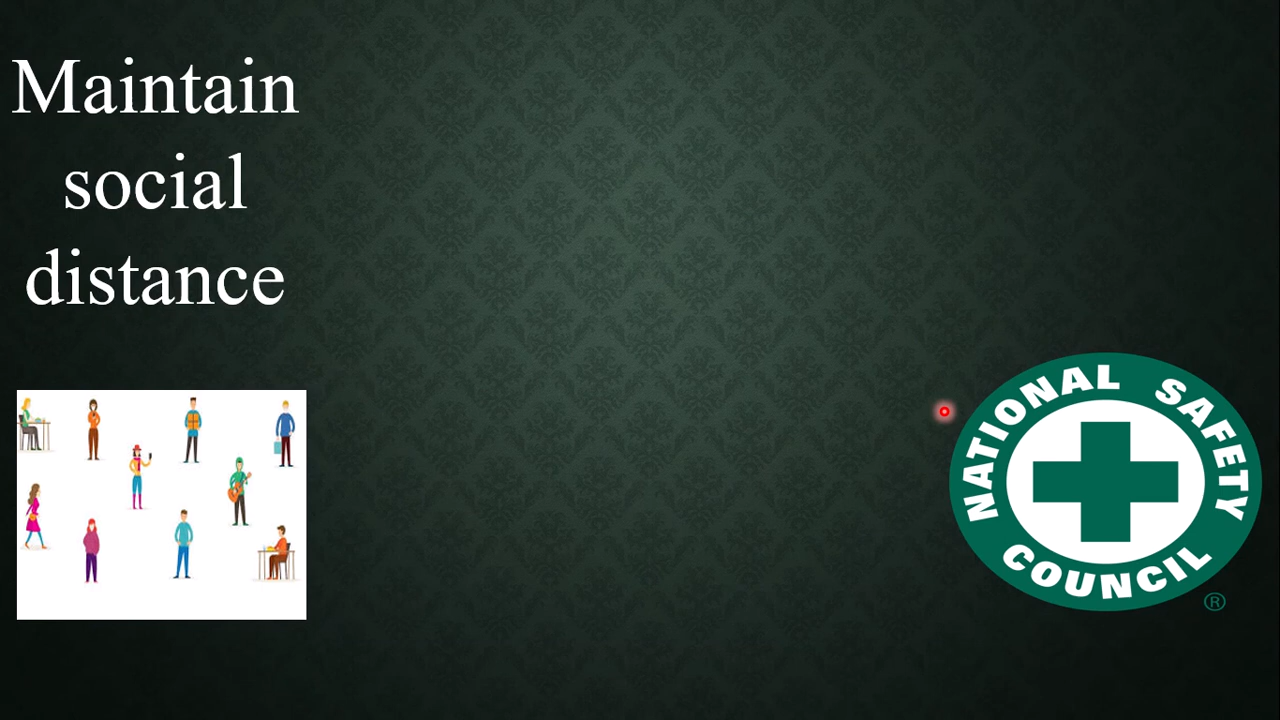 Maintain
social
distance
NATIONAL SAFETY
COUNCIL
®